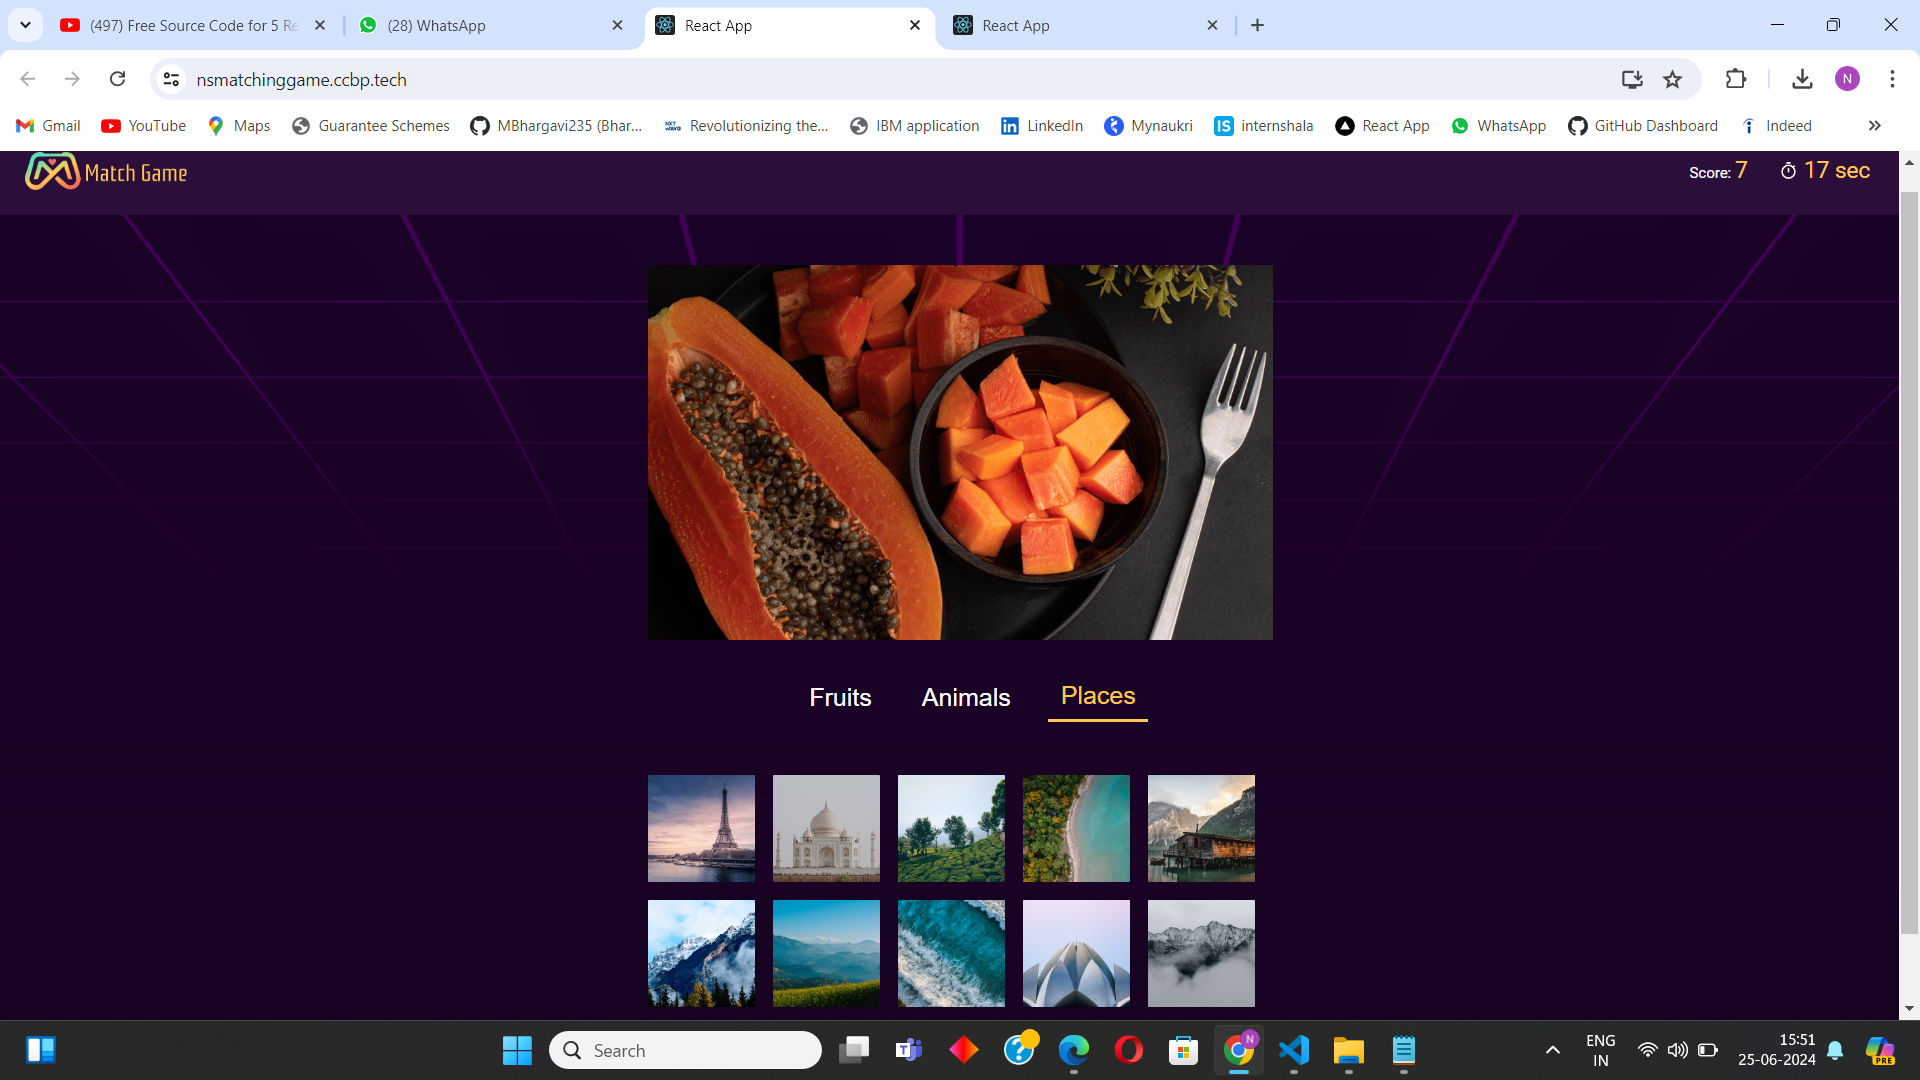 (497) Free Source Code for 5 Re
(28) WhatsApp
React App
React App
nsmatchinggame.ccbp.tech
N
Gmail
YouTube
Maps
Guarantee Schemes
MBhargavi235 (Bhar...
Revolutionizing the...
IBM application
LinkedIn
Mynaukri
IS internshala
React App
WhatsApp
GitHub Dashboard
Indeed
Match Game
Score: 7
17 sec
Fruits
Animals
Places
Search
N
ENG
IN
15:51
25-06-2024
PRE